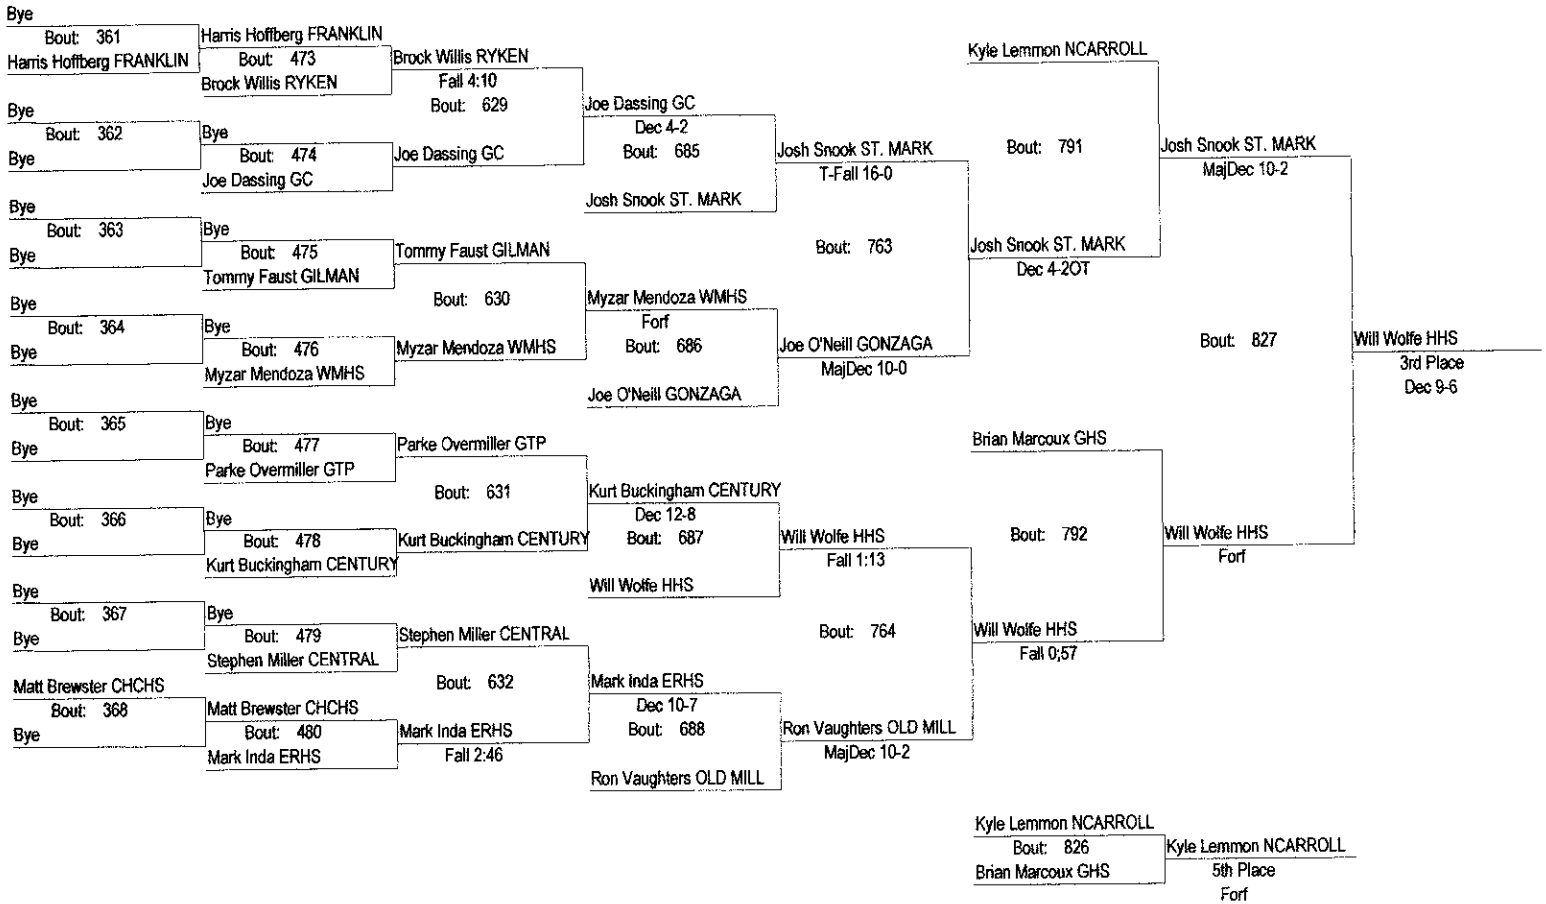 Bye
Bout: 361
Harris Hoffberg FRANKLIN
Bye
Bout: 362
Bye
Bye
Bout: 363
Bye
Bye
Bout: 364
Bye
Bye
Bout: 365
Bye
Bye
Bout: 366
Bye
Bye
Bout: 367
Bye
Matt Brewster CHCHS
Bout: 368
Bye
Harris Hoffberg FRANKLIN
Bout: 473
Brock Willis RYKEN
Bye
Bout: 474
Joe Dassing GC
Bye
Bout: 475
Tommy Faust GILMAN
Bye
Bout: 476
Myzar Mendoza WMHS
Bye
Bout: 477
Parke Overmiller GTP
Bye
Bout: 478
Kurt Buckingham CENTURY
Bye
Bout: 479
Stephen Miller CENTRAL
Matt Brewster CHCHS
Bout: 480
Mark Inda ERHS
Brock Willis RYKEN
Fall 4:10
Bout: 629
Joe Dassing GC
Tommy Faust GILMAN
Bout: 630
Myzar Mendoza WMHS
Parke Overmiller GTP
Bout: 631
Kurt Buckingham CENTURY
Stephen Miller CENTRAL
Bout: 632
Mark Inda ERHS
Fall 2:46
Joe Dassing GC
Dec 4-2
Bout: 685
Josh Snook ST. MARK
Myzar Mendoza WMHS
Forf
Bout: 686
Joe O'Neill GONZAGA
Kurt Buckingham CENTURY
Dec 12-8
Bout: 687
Will Wolfe HHS
Mark Inda ERHS
Dec 10-7
Bout: 688
Ron Vaughters OLD MILL
Josh Snook ST. MARK
T-Fall 16-0
Bout: 763
Joe O'Neill GONZAGA
MajDec 10-0
Will Wolfe HHS
Fall 1:13
Bout: 764
Ron Vaughters OLD MILL
MajDec 10-2
Kyle Lemmon NCARROLL
Bout: 791
Josh Snook ST. MARK
Dec 4-2OT
Brian Marcoux GHS
Bout: 792
Will Wolfe HHS
Fall 0;57
Josh Snook ST. MARK
MajDec 10-2
Bout: 827
Will Wolfe HHS
Forf
Will Wolfe HHS
3rd Place
Dec 9-6
Kyle Lemmon NCARROLL
Bout: 826
Brian Marcoux GHS
Kyle Lemmon NCARROLL
5th Place
Forf